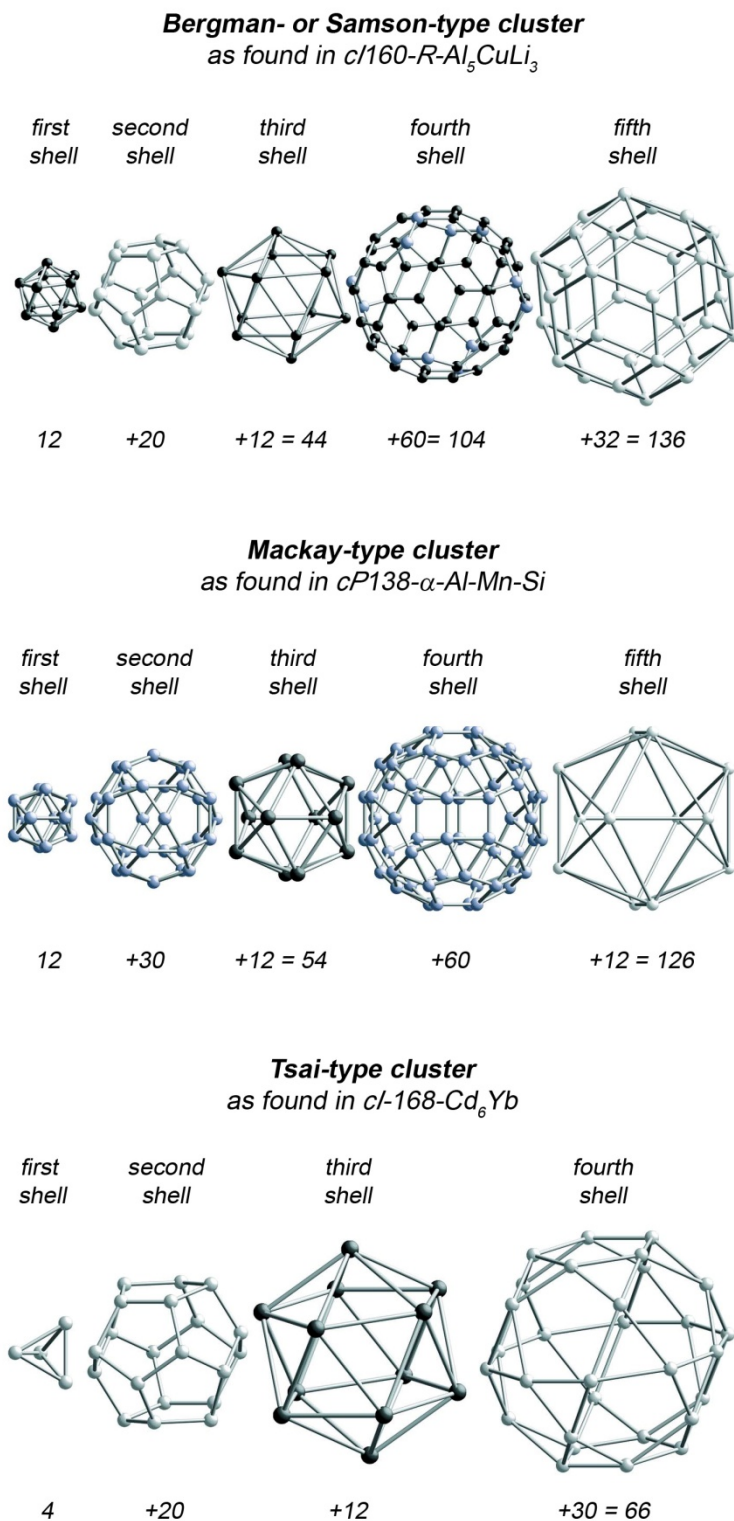 Bergman- or Samson-type cluster
as found in cI160-R-Al₅CuLi₃
first shell
second shell
third shell
fourth shell
fifth shell
12 +20 +12 = 44 +60= 104 +32 = 136
Mackay-type cluster
as found in cP138-α-Al-Mn-Si
first shell
second shell
third shell
fourth shell
fifth shell
12 +30 +12 = 54 +60 +12 = 126
Tsai-type cluster
as found in cI-168-Cd₆Yb
first shell
second shell
third shell
fourth shell
4 +20 +12 +30 = 66